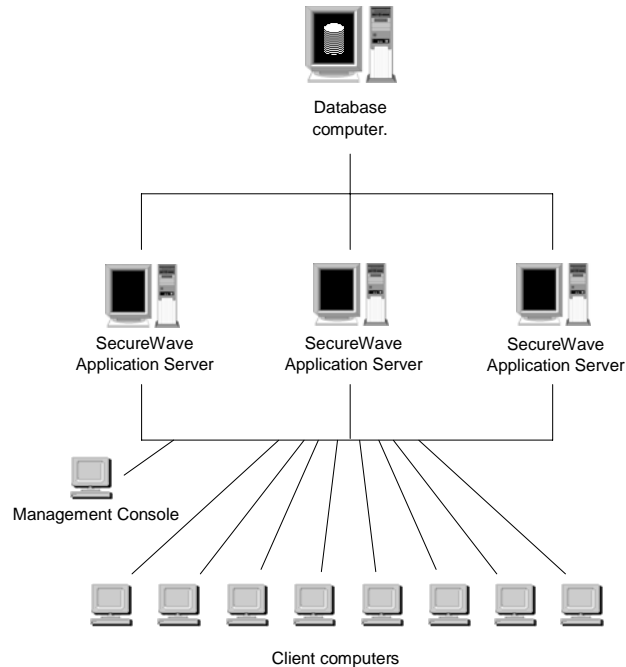 Database
computer.
SecureWave
Application Server
SecureWave
Application Server
SecureWave
Application Server
Management Console
Client computers